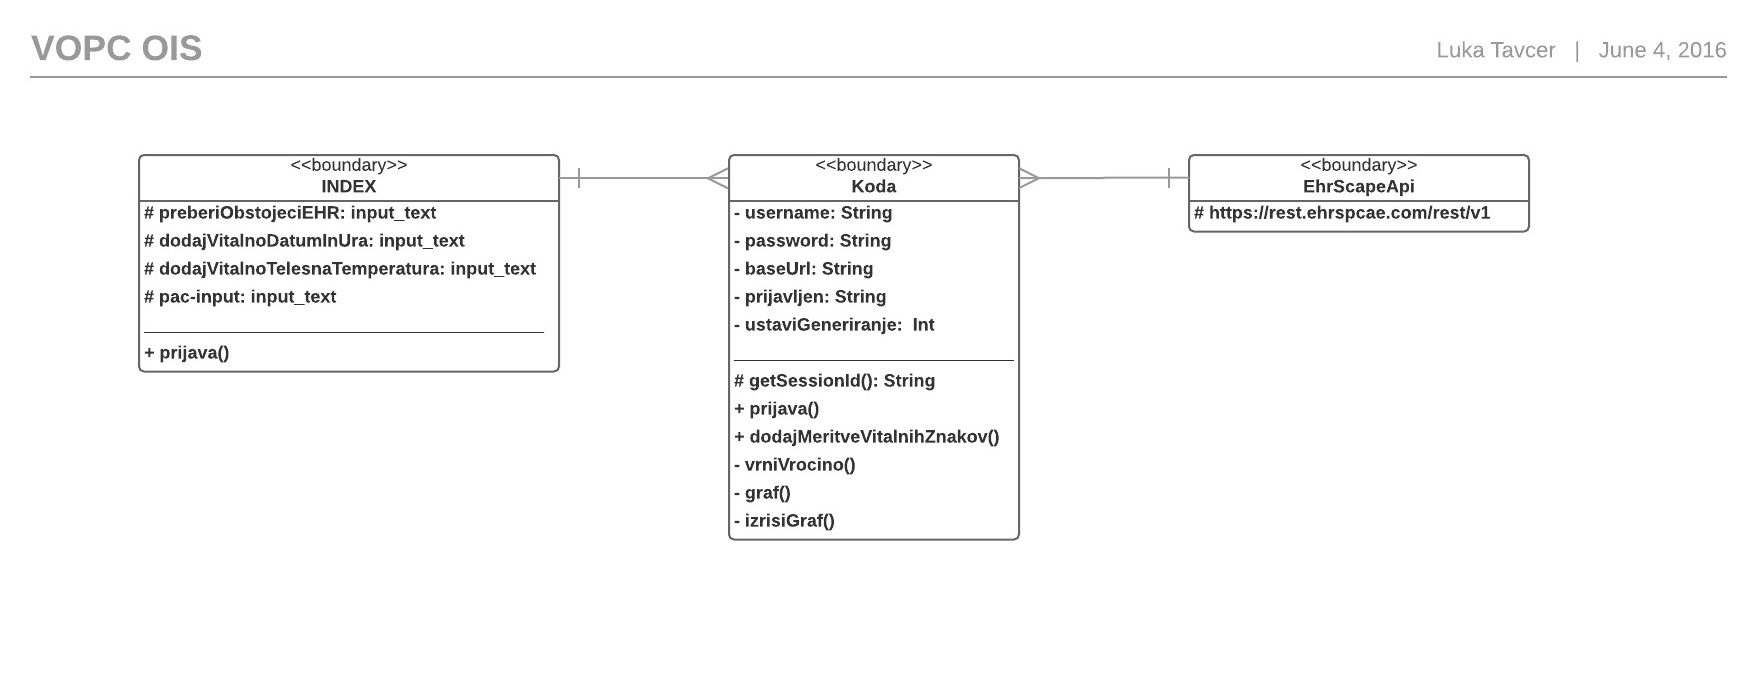 VOPC OIS
Luka Tavcer | June 4, 2016
<<boundary>>
INDEX
# preberiObstojeciEHR: input_text
# dodajVitalnoDatumInUra: input_text
# dodajVitalnoTelesnaTemperatura: input_text
# pac-input: input_text
+ prijava()
<<boundary>>
Koda
- username: String
- password: String
- baseUrl: String
- prijavljen: String
- ustaviGeneriranje:  Int
# getSessionId(): String
+ prijava()
+ dodajMeritveVitalnihZnakov()
- vrniVrocino()
- graf()
- izrisiGraf()
<<boundary>>
EhrScapeApi
# https://rest.ehrspcae.com/rest/v1